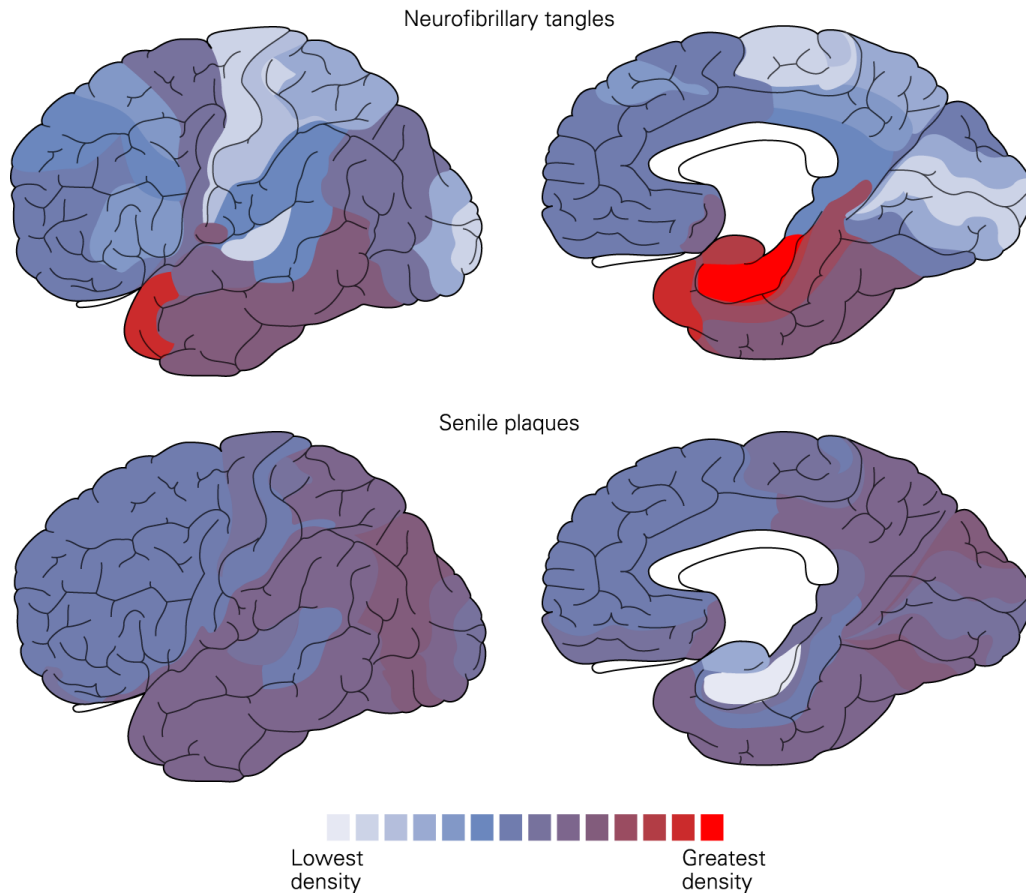 Neurofibrillary tangles
Senile plaques
Lowest
density
Greatest
density